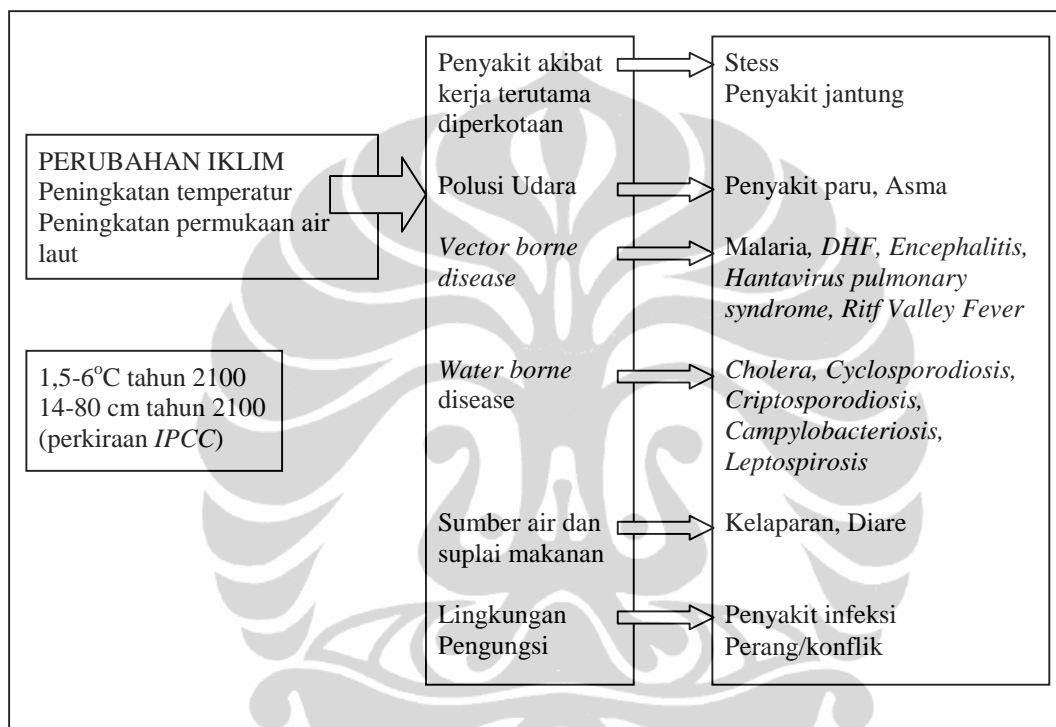 PERUBAHAN IKLIM
Peningkatan temperatur
Peningkatan permukaan air
laut
1,5-6°C tahun 2100
14-80 cm tahun 2100
(perkiraan IPCC)
Penyakit akibat
kerja terutama
diperkotaan
Polusi Udara
Vector borne
disease
Water borne
disease
Sumber air dan
suplai makanan
Lingkungan
Pengungsi
Stess
Penyakit jantung
Penyakit paru, Asma
Malaria, DHF, Encephalitis,
Hantavirus pulmonary
syndrome, Ritf Valley Fever
Cholera, Cyclosporodiosis,
Criptosporodiosis,
Campylobacteriosis,
Leptospirosis
Kelaparan, Diare
Penyakit infeksi
Perang/konflik